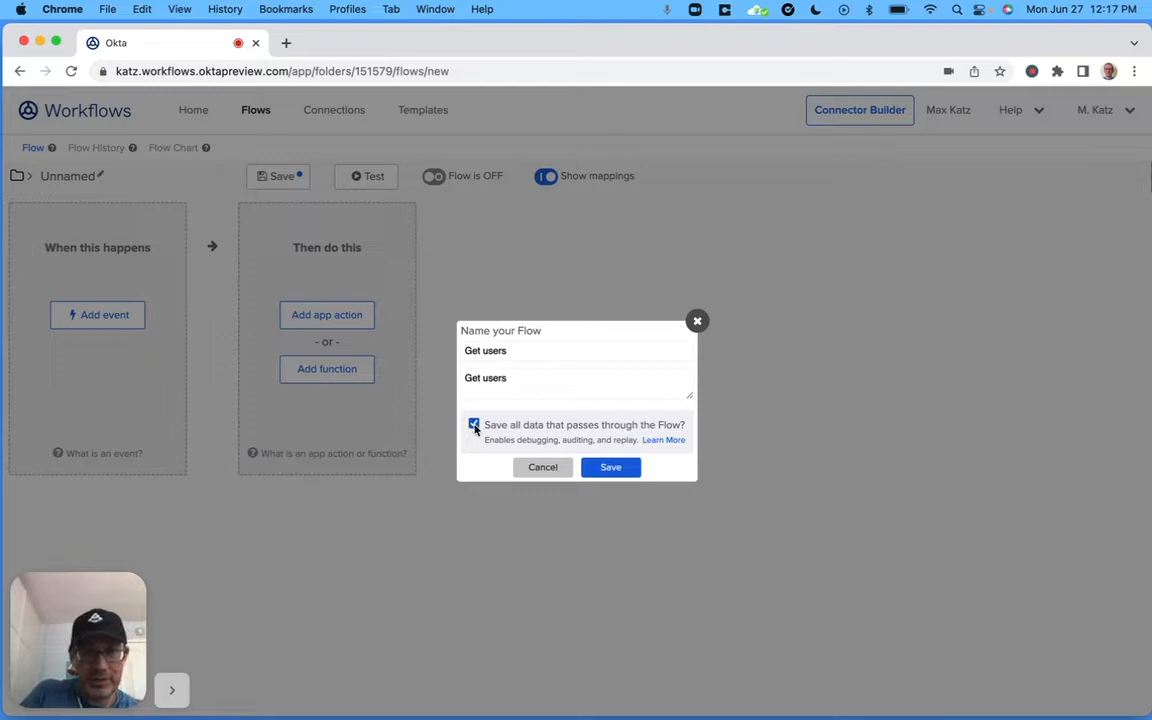 Chrome File Edit View History Bookmarks Profiles Tab Window Help Mon Jun 27 12:17 PM
Okta
katz.workflows.oktapreview.com/app/folders/151579/flows/new
Workflows Home Flows Connections Templates Connector Builder Max Katz Help M. Katz
Flow Flow History Flow Chart
Unnamed Save Test Flow is OFF Show mappings
When this happens Then do this
Add event Add app action
- or -
Add function
What is an event? What is an app action or function?
Name your Flow
Get users
Get users
Save all data that passes through the Flow?
Enables debugging, auditing, and replay. Learn More
Cancel Save